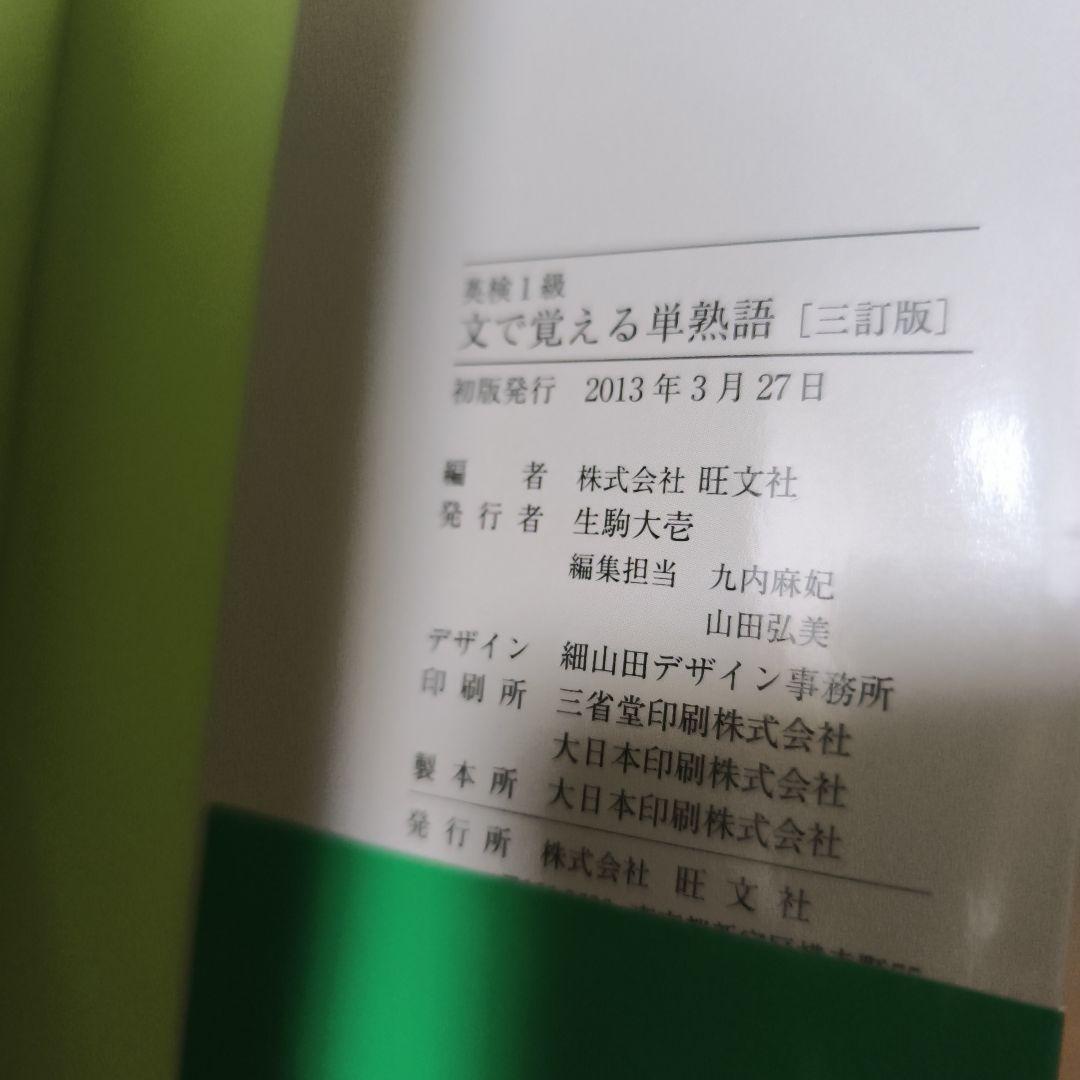 英検1級
文で覚える単熟語［三訂版］
初版発行 2013年3月27日
編者 株式会社 旺文社
発行者 生駒大壱
編集担当 九内麻妃
山田弘美
デザイン 細山田デザイン事務所
印刷所 三省堂印刷株式会社
大日本印刷株式会社
製本所 大日本印刷株式会社
発行所 株式会社 旺文社